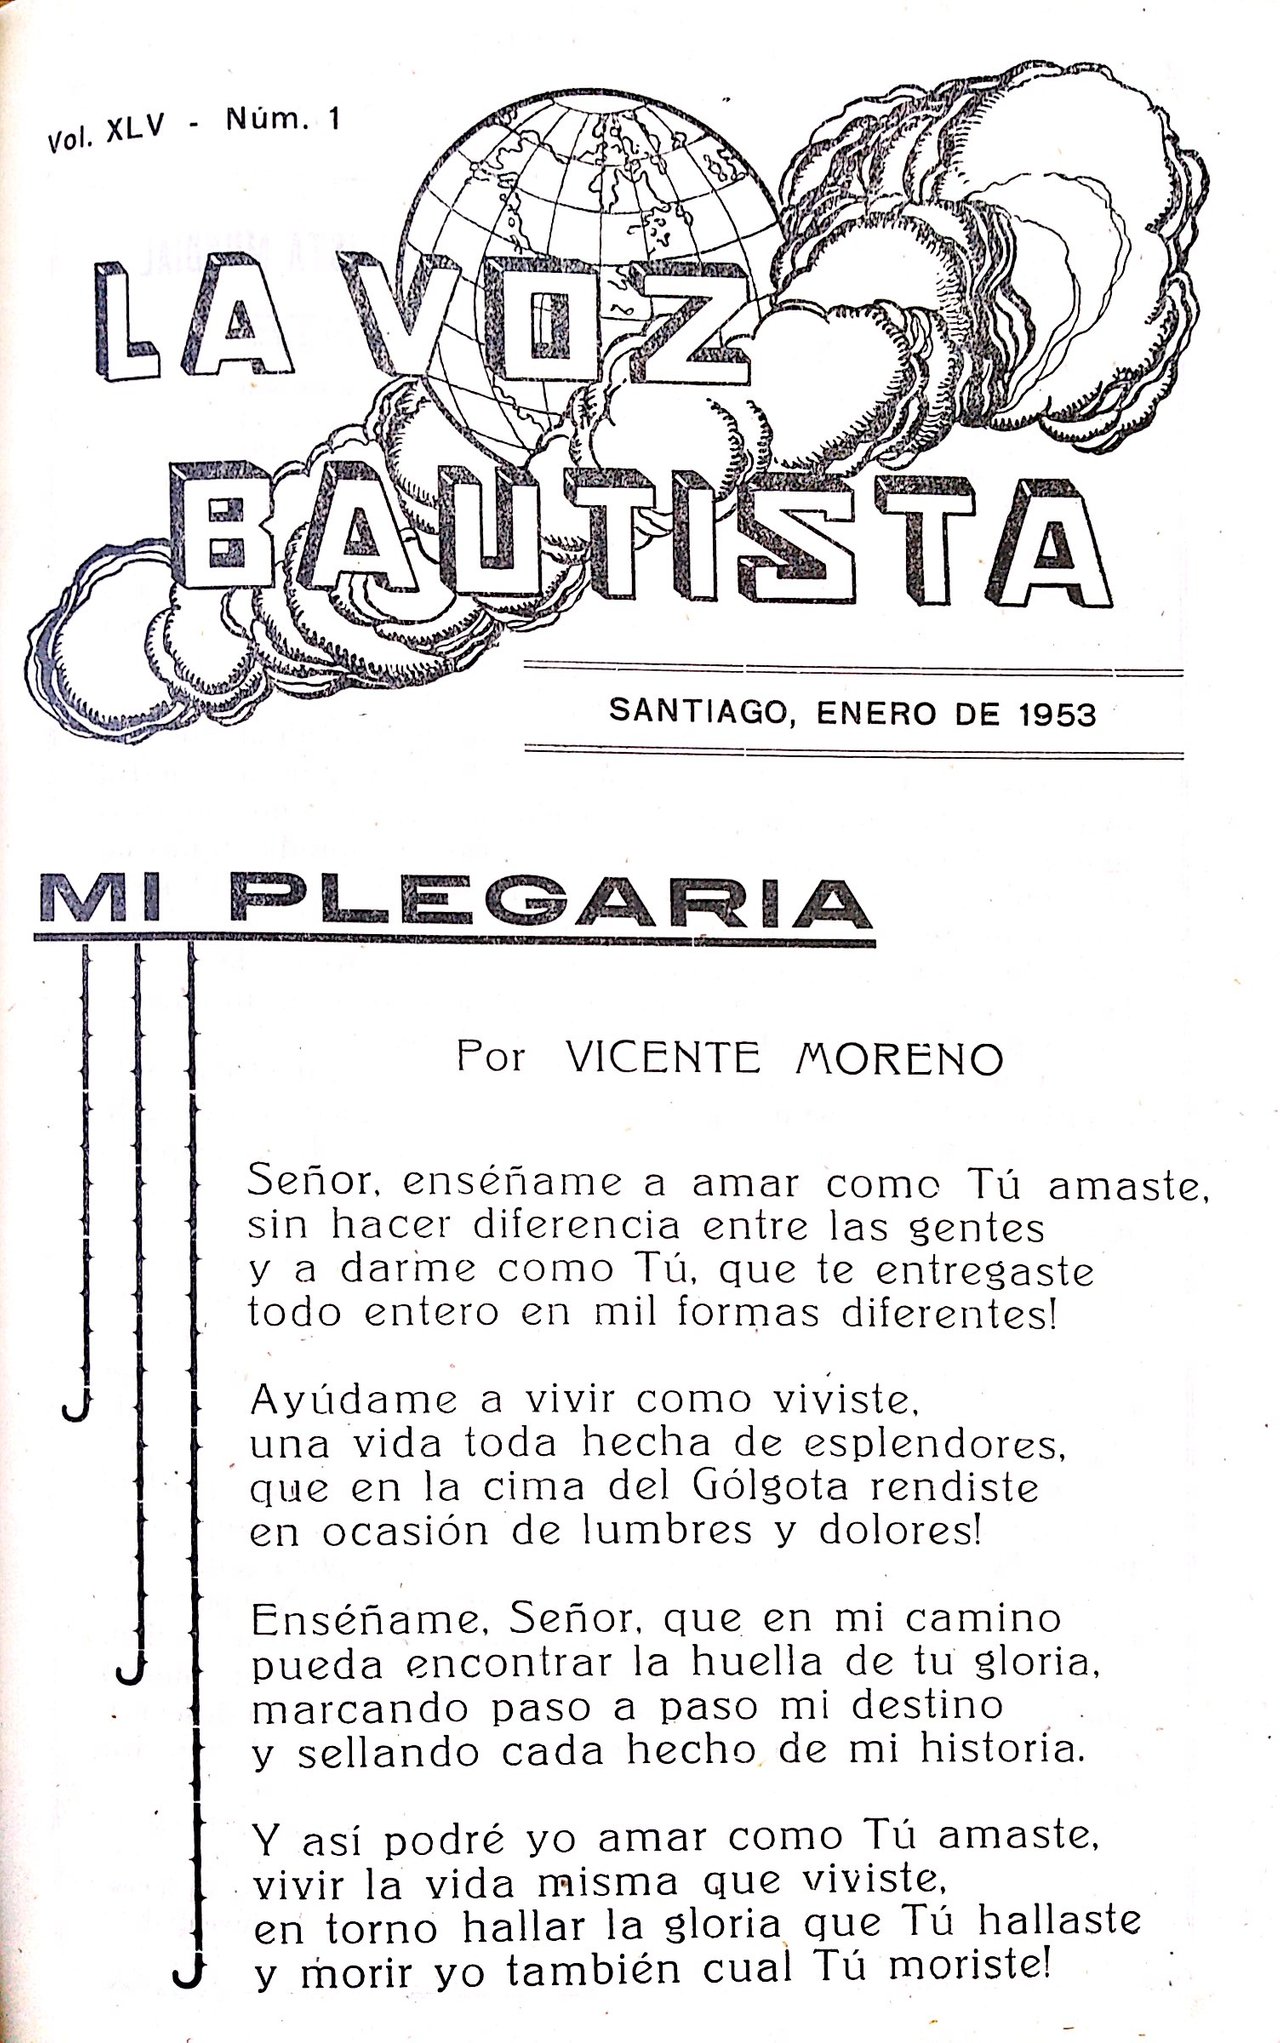 Vol. XLV - Núm. 1
LA VOZ
BAUTISTA
SANTIAGO, ENERO DE 1953
MI PLEGARIA
Por VICENTE MORENO
Señor, enséñame a amar como Tú amaste,
sin hacer diferencia entre las gentes
y a darme como Tú, que te entregaste
todo entero en mil formas diferentes!
Ayúdame a vivir como viviste,
una vida toda hecha de esplendores,
que en la cima del Gólgota rendiste
en ocasión de lumbres y dolores!
Enséñame, Señor, que en mi camino
pueda encontrar la huella de tu gloria,
marcando paso a paso mi destino
y sellando cada hecho de mi historia.
Y así podré yo amar como Tú amaste,
vivir la vida misma que viviste,
en torno hallar la gloria que Tú hallaste
y morir yo también cual Tú moriste!